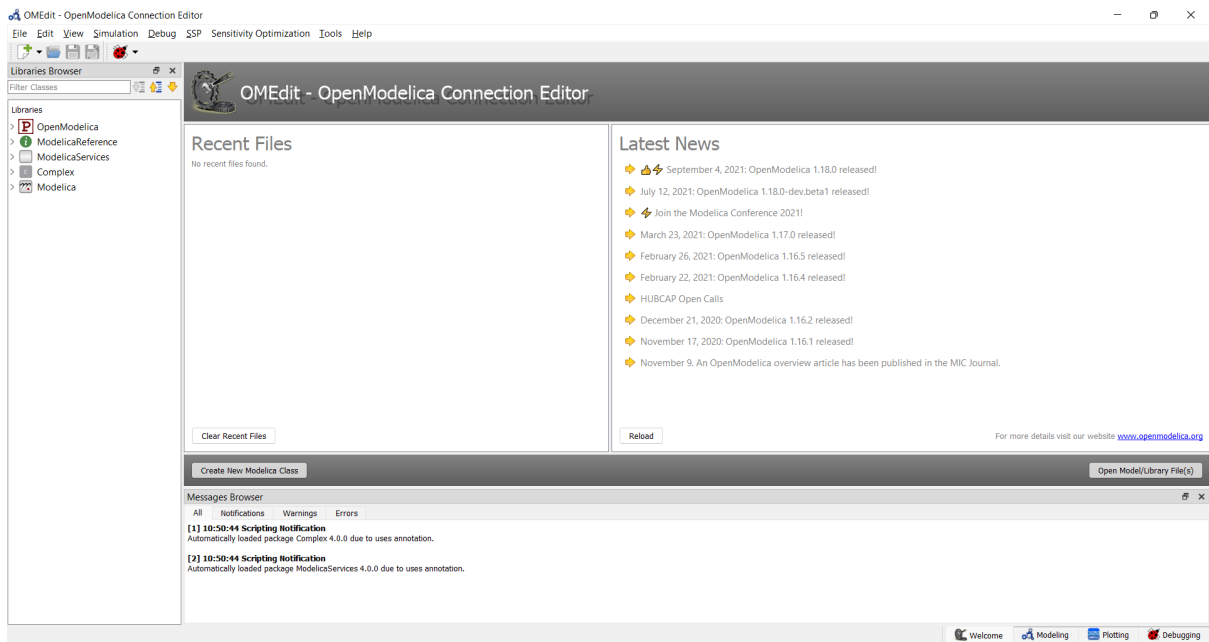 OMEdit - OpenModelica Connection Editor
File Edit View Simulation Debug SSP Sensitivity Optimization Tools Help
Libraries Browser
Filter Classes
Libraries
P OpenModelica
i ModelicaReference
ModelicaServices
C Complex
Modelica
OMEdit - OpenModelica Connection Editor
Recent Files
No recent files found.
Clear Recent Files
Latest News
September 4, 2021: OpenModelica 1.18.0 released!
July 12, 2021: OpenModelica 1.18.0-dev.beta1 released!
Join the Modelica Conference 2021!
March 23, 2021: OpenModelica 1.17.0 released!
February 26, 2021: OpenModelica 1.16.5 released!
February 22, 2021: OpenModelica 1.16.4 released!
HUBCAP Open Calls
December 21, 2020: OpenModelica 1.16.2 released!
November 17, 2020: OpenModelica 1.16.1 released!
November 9. An OpenModelica overview article has been published in the MIC Journal.
Reload
For more details visit our website www.openmodelica.org
Create New Modelica Class
Open Model/Library File(s)
Messages Browser
All Notifications Warnings Errors
[1] 10:50:44 Scripting Notification
Automatically loaded package Complex 4.0.0 due to uses annotation.
[2] 10:50:44 Scripting Notification
Automatically loaded package ModelicaServices 4.0.0 due to uses annotation.
Welcome Modeling Plotting Debugging